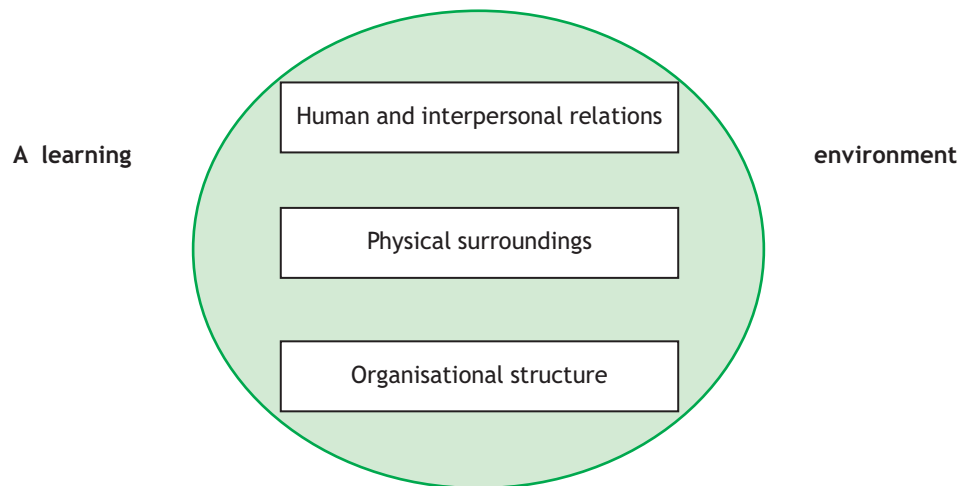 Human and interpersonal relations
A learning
environment
Physical surroundings
Organisational structure